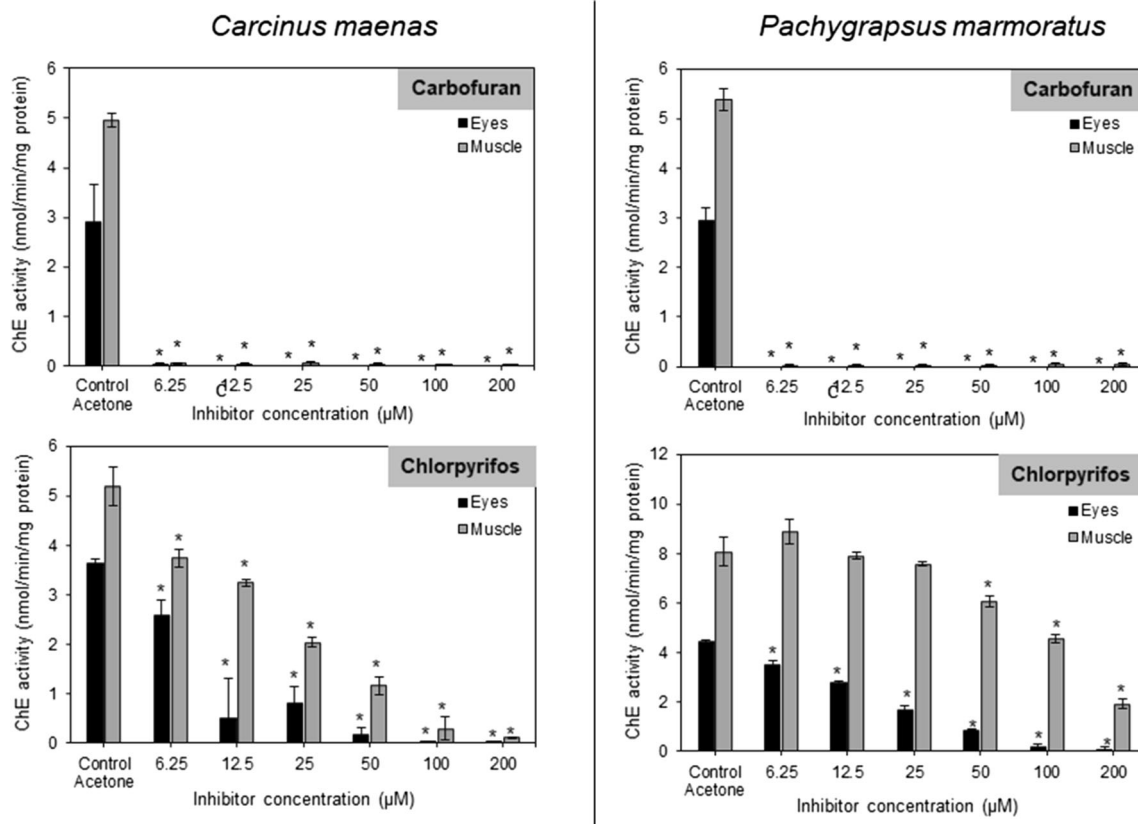 Carcinus maenas
Pachygrapsus marmoratus
Carbofuran
Eyes
Muscle
ChE activity (nmol/min/mg protein)
6
5
4
3
2
1
0
* * * * * * * * * * * *
Control 6.25 12.5 25 50 100 200
Acetone C
Inhibitor concentration (µM)
Carbofuran
Eyes
Muscle
ChE activity (nmol/min/mg protein)
6
5
4
3
2
1
0
* * * * * * * * * * * *
Control 6.25 12.5 25 50 100 200
Acetone C
Inhibitor concentration (µM)
Chlorpyrifos
Eyes
Muscle
ChE activity (nmol/min/mg protein)
6
5
4
3
2
1
0
* * * * * * * * * * * *
Control 6.25 12.5 25 50 100 200
Acetone
Inhibitor concentration (µM)
Chlorpyrifos
Eyes
Muscle
ChE activity (nmol/min/mg protein)
12
10
8
6
4
2
0
* * * * * * * * *
Control 6.25 12.5 25 50 100 200
Acetone
Inhibitor concentration (µM)